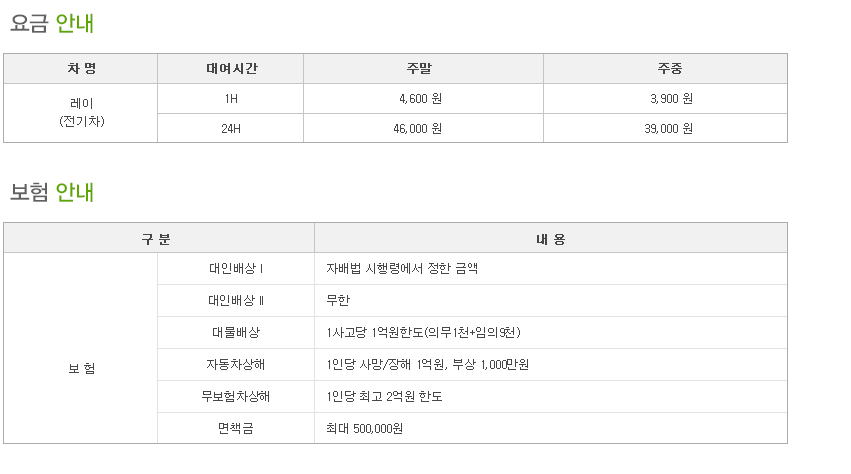 요금 안내
차 명 대여시간 주말 주중
레이
(전기차)
1H 4,600 원 3,900 원
24H 46,000 원 39,000 원
보험 안내
구 분 내 용
보 험
대인배상 I 자배법 시행령에서 정한 금액
대인배상 II 무한
대물배상 1사고당 1억원한도(의무1천+임의9천)
자동차상해 1인당 사망/장해 1억원, 부상 1,000만원
무보험차상해 1인당 최고 2억원 한도
면책금 최대 500,000원